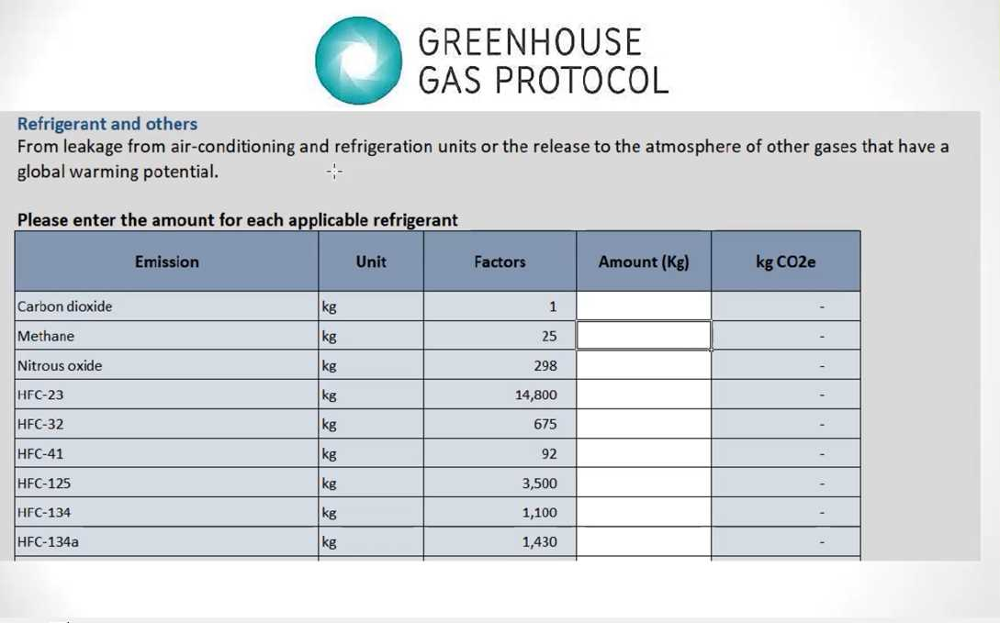 GREENHOUSE
GAS PROTOCOL
Refrigerant and others
From leakage from air-conditioning and refrigeration units or the release to the atmosphere of other gases that have a
global warming potential.
Please enter the amount for each applicable refrigerant
Emission Unit Factors Amount (Kg) kg CO2e
Carbon dioxide kg 1 -
Methane kg 25 -
Nitrous oxide kg 298 -
HFC-23 kg 14,800 -
HFC-32 kg 675 -
HFC-41 kg 92 -
HFC-125 kg 3,500 -
HFC-134 kg 1,100 -
HFC-134a kg 1,430 -